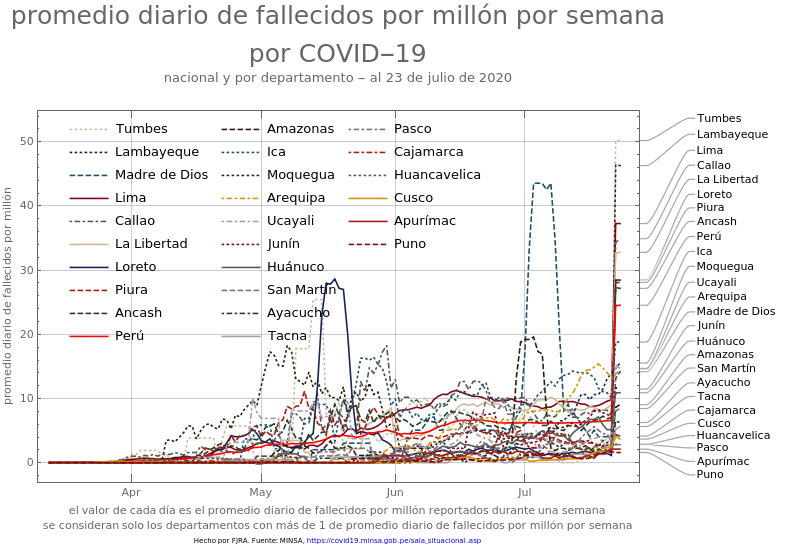 promedio diario de fallecidos por millón por semana
por COVID−19
nacional y por departamento − al 23 de julio de 2020
promedio diario de fallecidos por millón
50
40
30
20
10
0
Apr
May
Jun
Jul
Tumbes
Lambayeque
Madre de Dios
Lima
Callao
La Libertad
Loreto
Piura
Ancash
Perú
Amazonas
Ica
Moquegua
Arequipa
Ucayali
Junín
Huánuco
San Martín
Ayacucho
Tacna
Pasco
Cajamarca
Huancavelica
Cusco
Apurímac
Puno
Tumbes
Lambayeque
Lima
Callao
La Libertad
Loreto
Piura
Ancash
Perú
Ica
Moquegua
Ucayali
Arequipa
Madre de Dios
Junín
Huánuco
Amazonas
San Martín
Ayacucho
Tacna
Cajamarca
Cusco
Huancavelica
Pasco
Apurímac
Puno
el valor de cada día es el promedio diario de fallecidos por millón reportados durante una semana
se consideran solo los departamentos con más de 1 de promedio diario de fallecidos por millón por semana
Hecho por FJRA. Fuente: MINSA, https://covid19.minsa.gob.pe/sala_situacional.asp